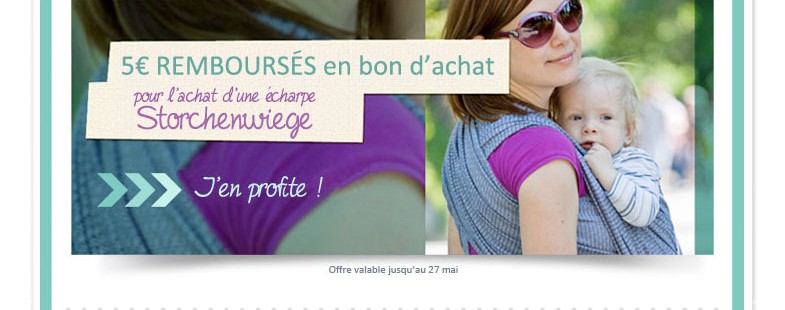 5€ REMBOURSÉS en bon d'achat
pour l'achat d'une écharpe
Storchenwiege
J'en profite !
Offre valable jusqu'au 27 mai